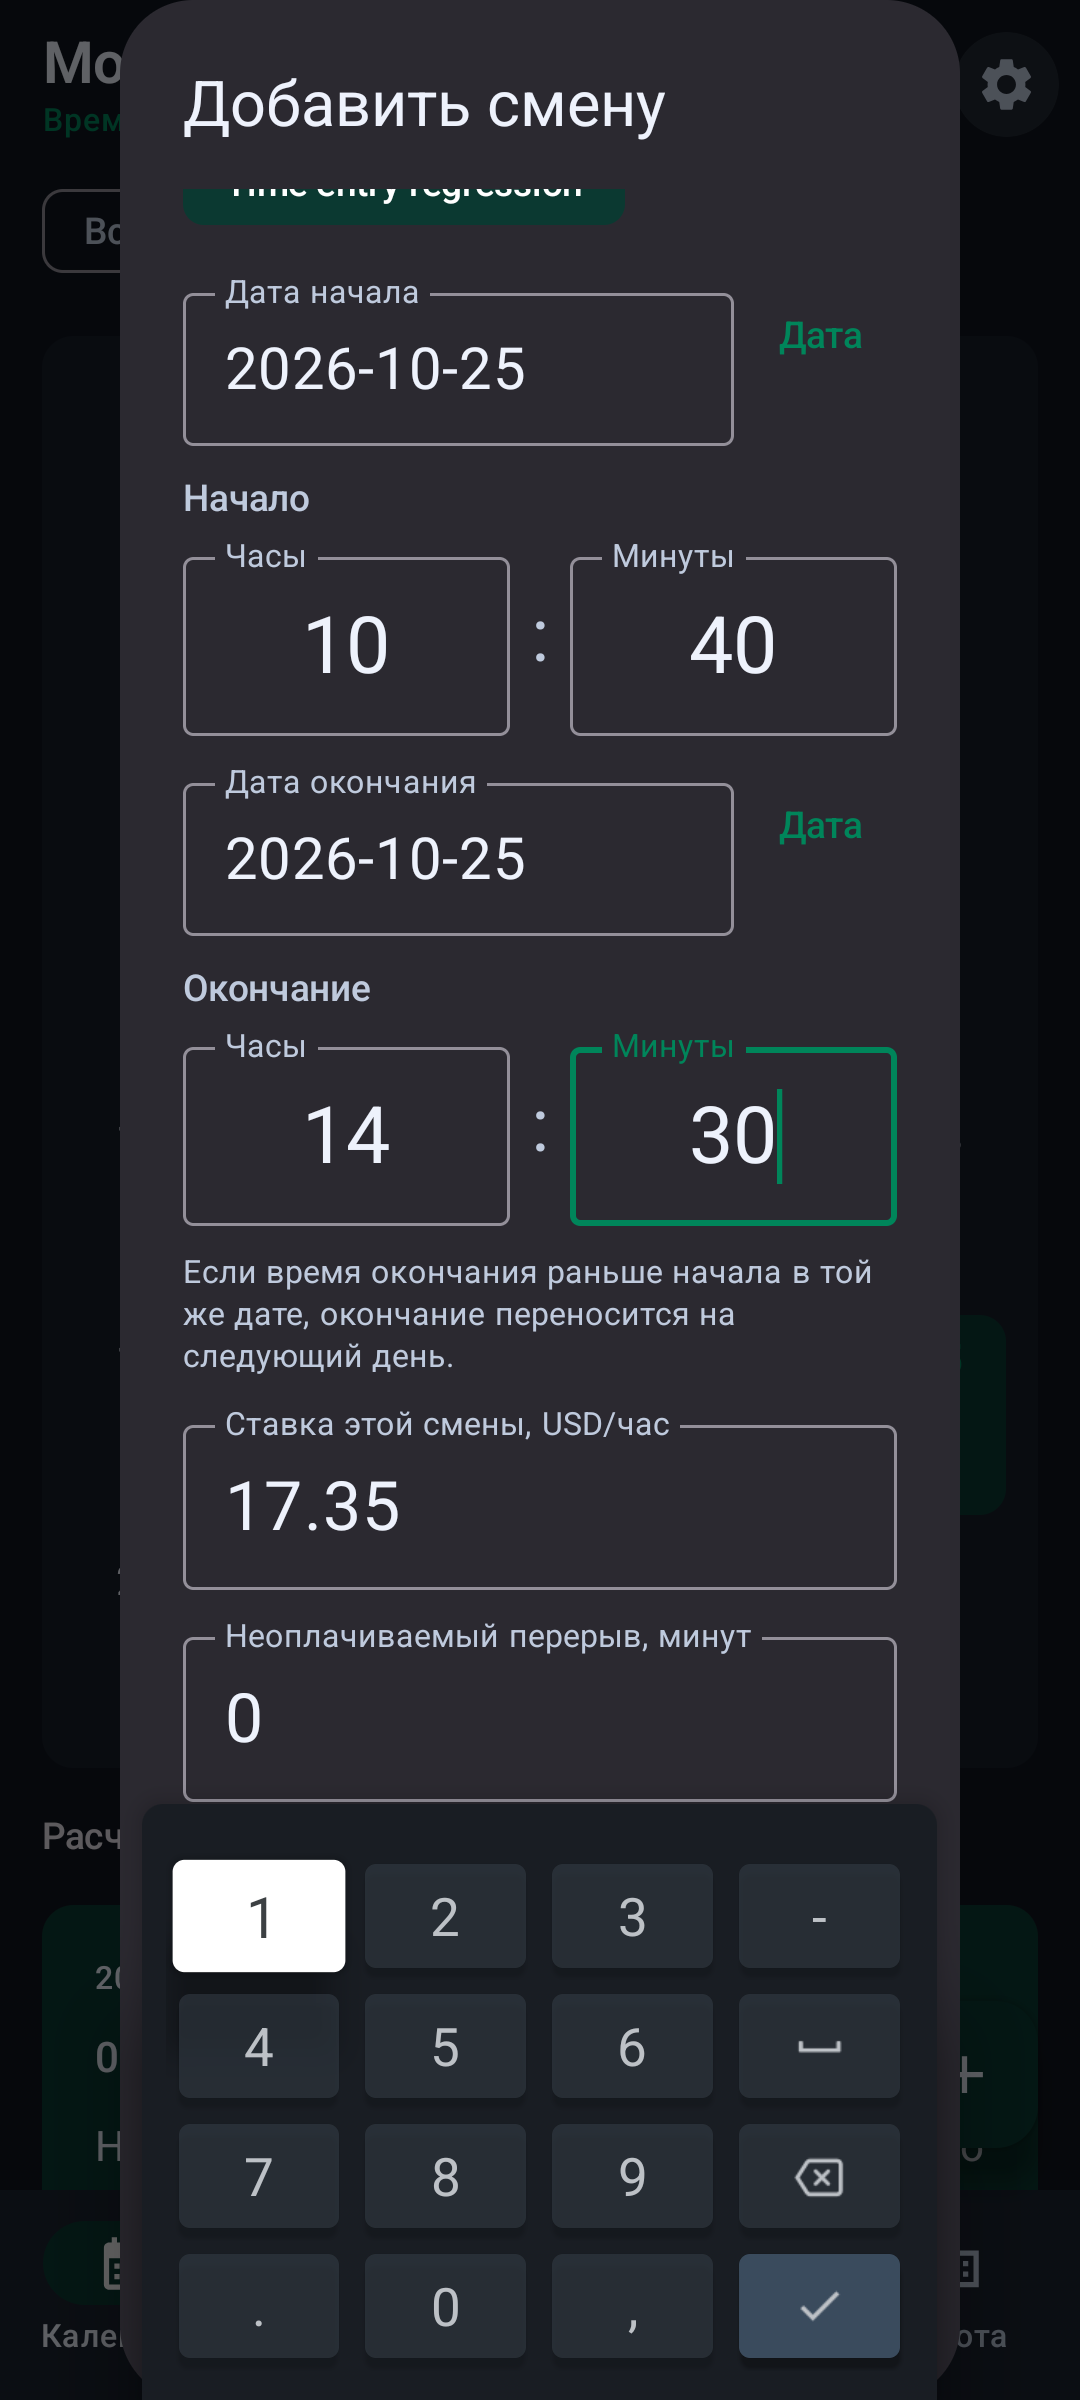 Добавить смену
Time entry regression
Дата начала
2026-10-25
Дата
Начало
Часы
Минуты
10
:
40
Дата окончания
2026-10-25
Дата
Окончание
Часы
Минуты
14
:
30
Если время окончания раньше начала в той
же дате, окончание переносится на
следующий день.
Ставка этой смены, USD/час
17.35
Неоплачиваемый перерыв, минут
0
1 2 3 -
4 5 6
7 8 9
. 0 ,